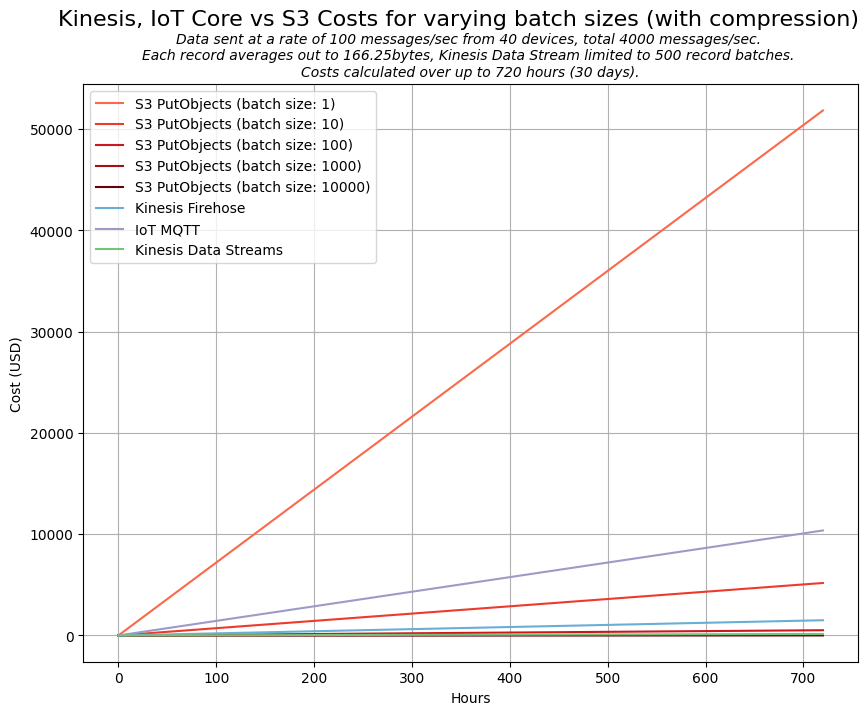 Kinesis, IoT Core vs S3 Costs for varying batch sizes (with compression)
Data sent at a rate of 100 messages/sec from 40 devices, total 4000 messages/sec.
Each record averages out to 166.25bytes, Kinesis Data Stream limited to 500 record batches.
Costs calculated over up to 720 hours (30 days).
S3 PutObjects (batch size: 1)
S3 PutObjects (batch size: 10)
S3 PutObjects (batch size: 100)
S3 PutObjects (batch size: 1000)
S3 PutObjects (batch size: 10000)
Kinesis Firehose
IoT MQTT
Kinesis Data Streams
50000
40000
30000
20000
10000
0
Cost (USD)
0 100 200 300 400 500 600 700
Hours